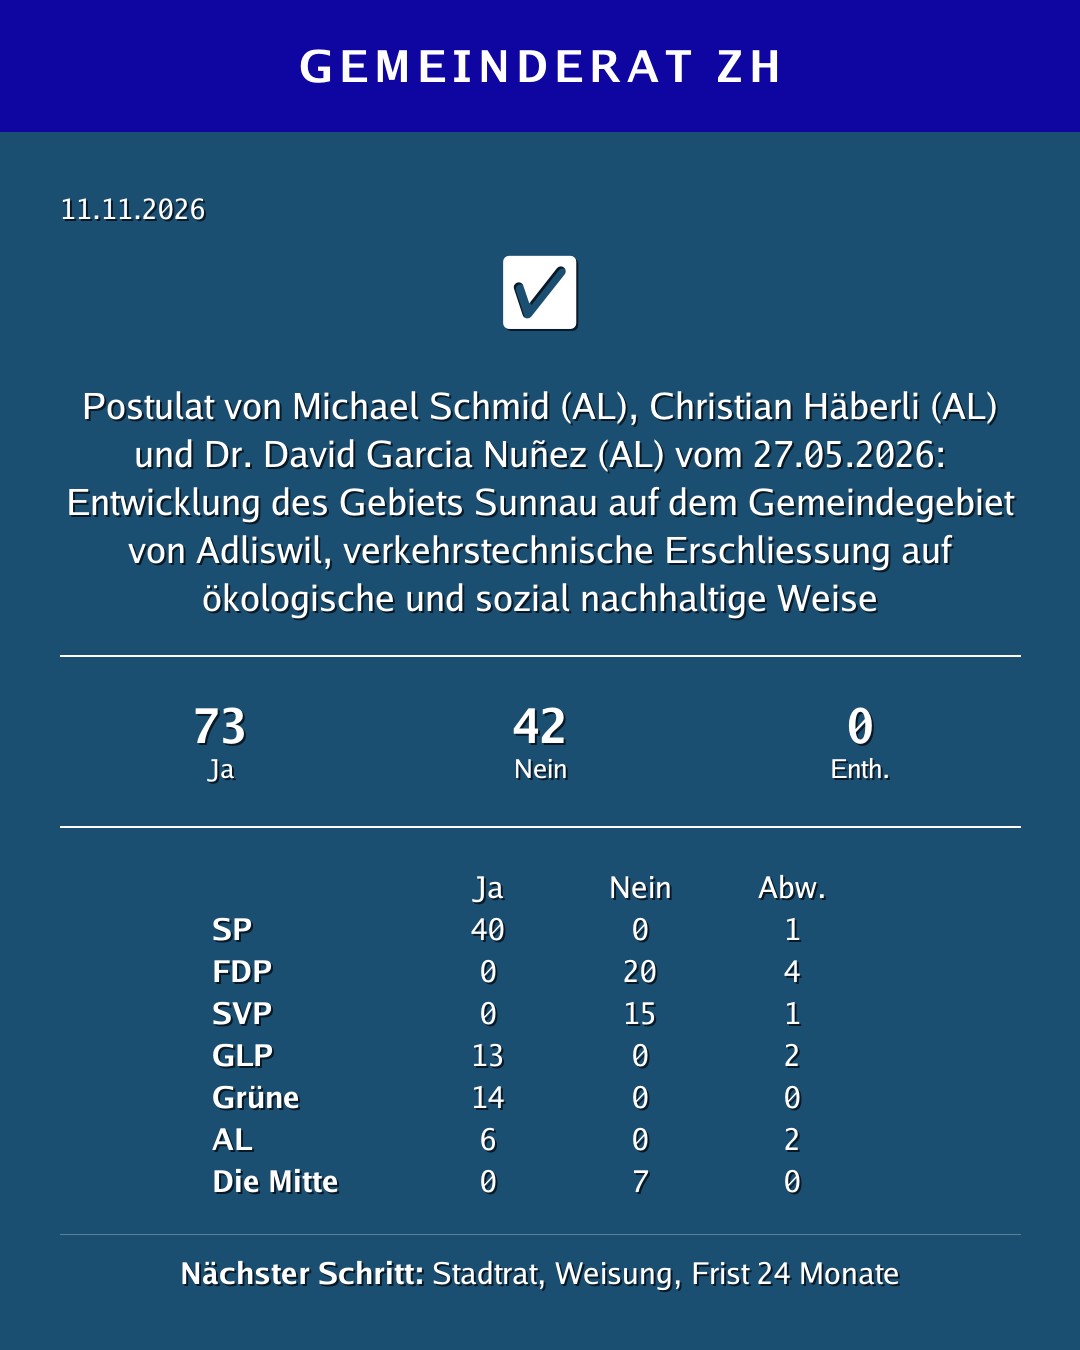 GEMEINDERAT ZH
11.11.2026
Postulat von Michael Schmid (AL), Christian Häberli (AL)
und Dr. David Garcia Nuñez (AL) vom 27.05.2026:
Entwicklung des Gebiets Sunnau auf dem Gemeindegebiet
von Adliswil, verkehrstechnische Erschliessung auf
ökologische und sozial nachhaltige Weise
73 42 0
Ja Nein Enth.
Ja Nein Abw.
SP 40 0 1
FDP 0 20 4
SVP 0 15 1
GLP 13 0 2
Grüne 14 0 0
AL 6 0 2
Die Mitte 0 7 0
Nächster Schritt: Stadtrat, Weisung, Frist 24 Monate